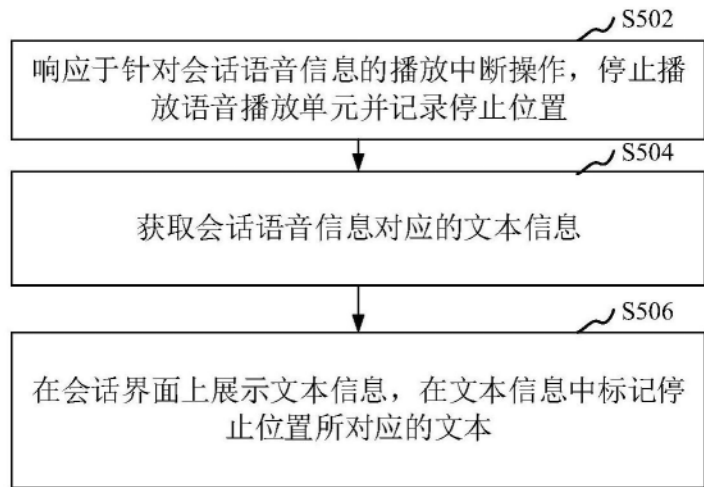 S502
响应于针对会话语音信息的播放中断操作，停止播
放语音播放单元并记录停止位置
S504
获取会话语音信息对应的文本信息
S506
在会话界面上展示文本信息，在文本信息中标记停
止位置所对应的文本